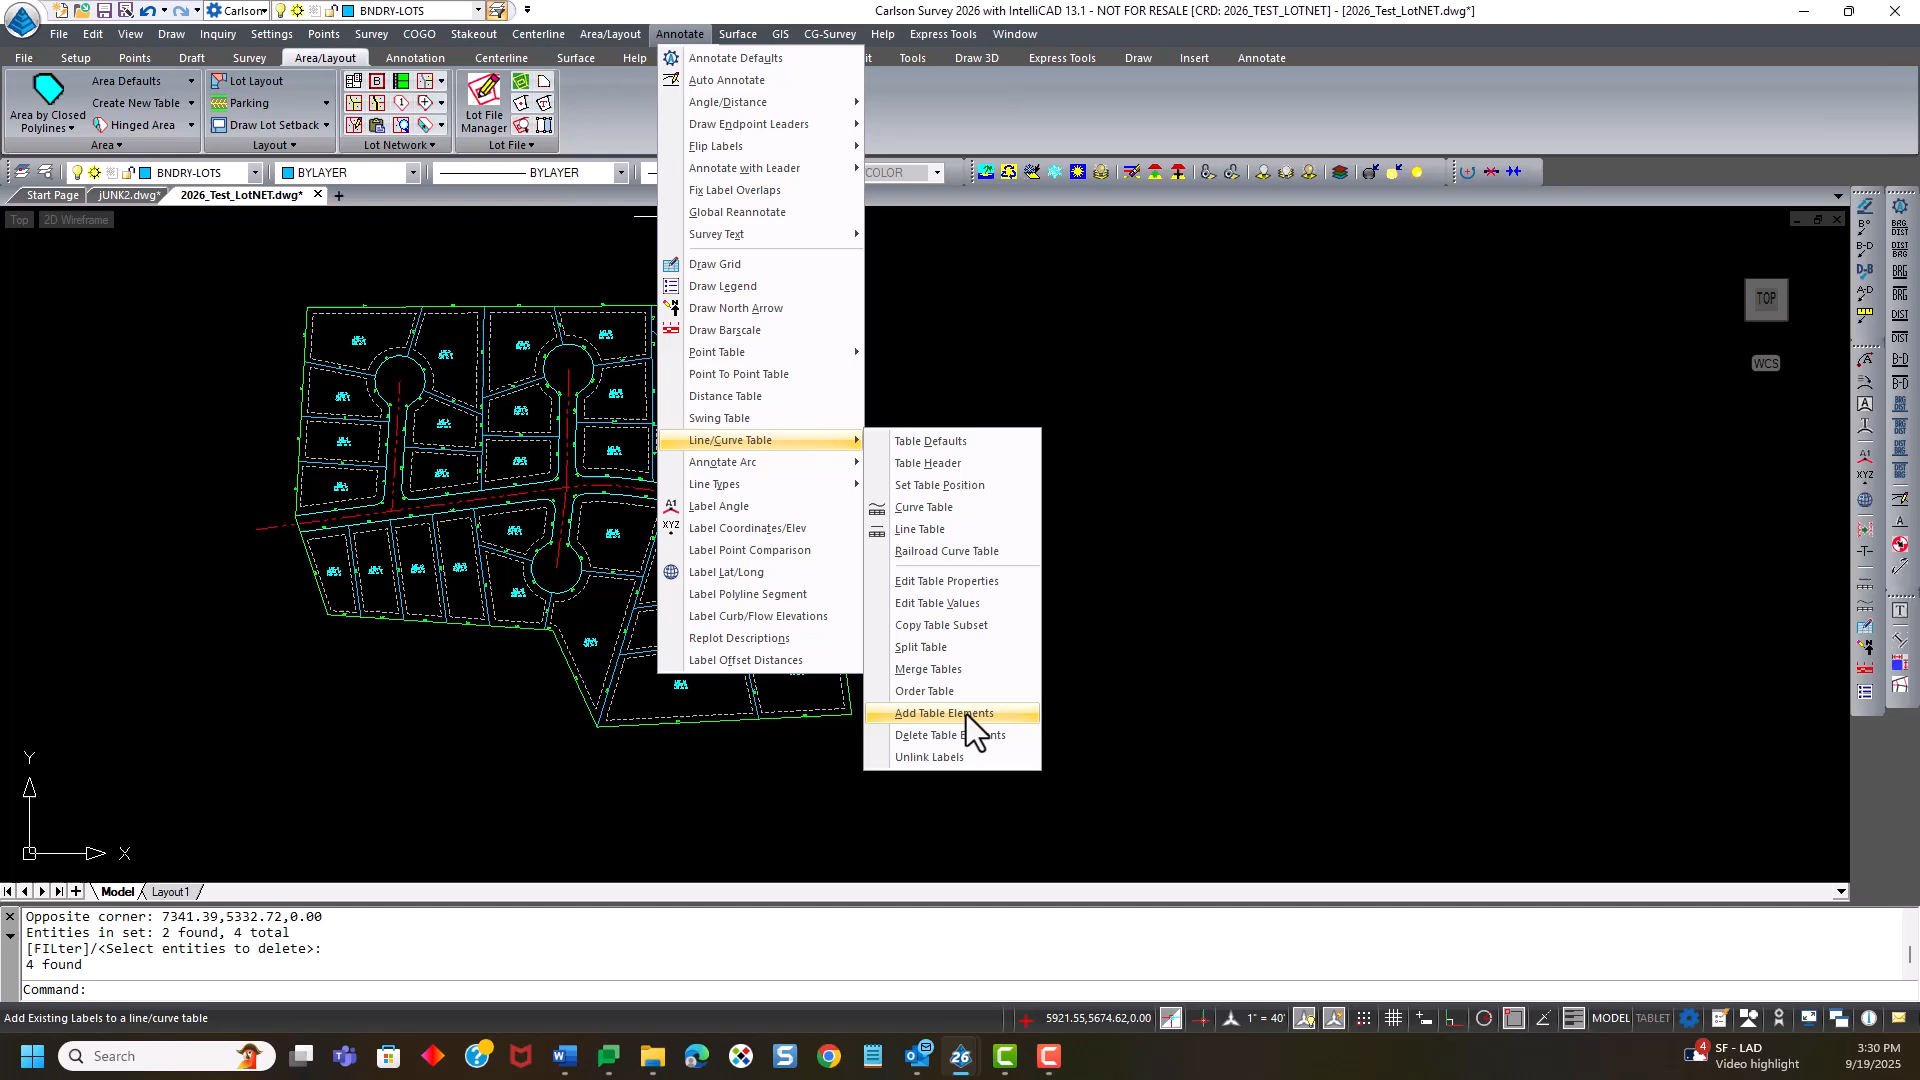 Carlson
BNDRY-LOTS
Carlson Survey 2026 with IntelliCAD 13.1 - NOT FOR RESALE [CRD: 2026_TEST_LOTNET] - [2026_Test_LotNET.dwg*]
File Edit View Draw Inquiry Settings Points Survey COGO Stakeout Centerline Area/Layout Annotate Surface GIS CG-Survey Help Express Tools Window
File Setup Points Draft Survey Area/Layout Annotation Centerline Surface Help Tools Draw 3D Express Tools Draw Insert Annotate
Area by Closed Polylines
Area Defaults
Create New Table
Hinged Area
Area
Lot Layout
Parking
Draw Lot Setback
Layout
Lot Network
Lot File Manager
Lot File
BNDRY-LOTS
BYLAYER
BYLAYER
COLOR
Start Page
jUNK2.dwg*
2026_Test_LotNET.dwg*
Top
2D Wireframe
Annotate Defaults
Auto Annotate
Angle/Distance
Draw Endpoint Leaders
Flip Labels
Annotate with Leader
Fix Label Overlaps
Global Reannotate
Survey Text
Draw Grid
Draw Legend
Draw North Arrow
Draw Barscale
Point Table
Point To Point Table
Distance Table
Swing Table
Line/Curve Table
Annotate Arc
Line Types
Label Angle
Label Coordinates/Elev
Label Point Comparison
Label Lat/Long
Label Polyline Segment
Label Curb/Flow Elevations
Replot Descriptions
Label Offset Distances
Table Defaults
Table Header
Set Table Position
Curve Table
Line Table
Railroad Curve Table
Edit Table Properties
Edit Table Values
Copy Table Subset
Split Table
Merge Tables
Order Table
Add Table Elements
Unlink Labels
TOP
WCS
Y
X
Model
Layout1
Opposite corner: 7341.39,5332.72,0.00
Entities in set: 2 found, 4 total
[FILter]/<Select entities to delete>:
4 found
Command:
Add Existing Labels to a line/curve table
5921.55,5674.62,0.00
1" = 40'
MODEL
TABLET
Search
4
SF - LAD
Video highlight
3:30 PM
9/19/2025